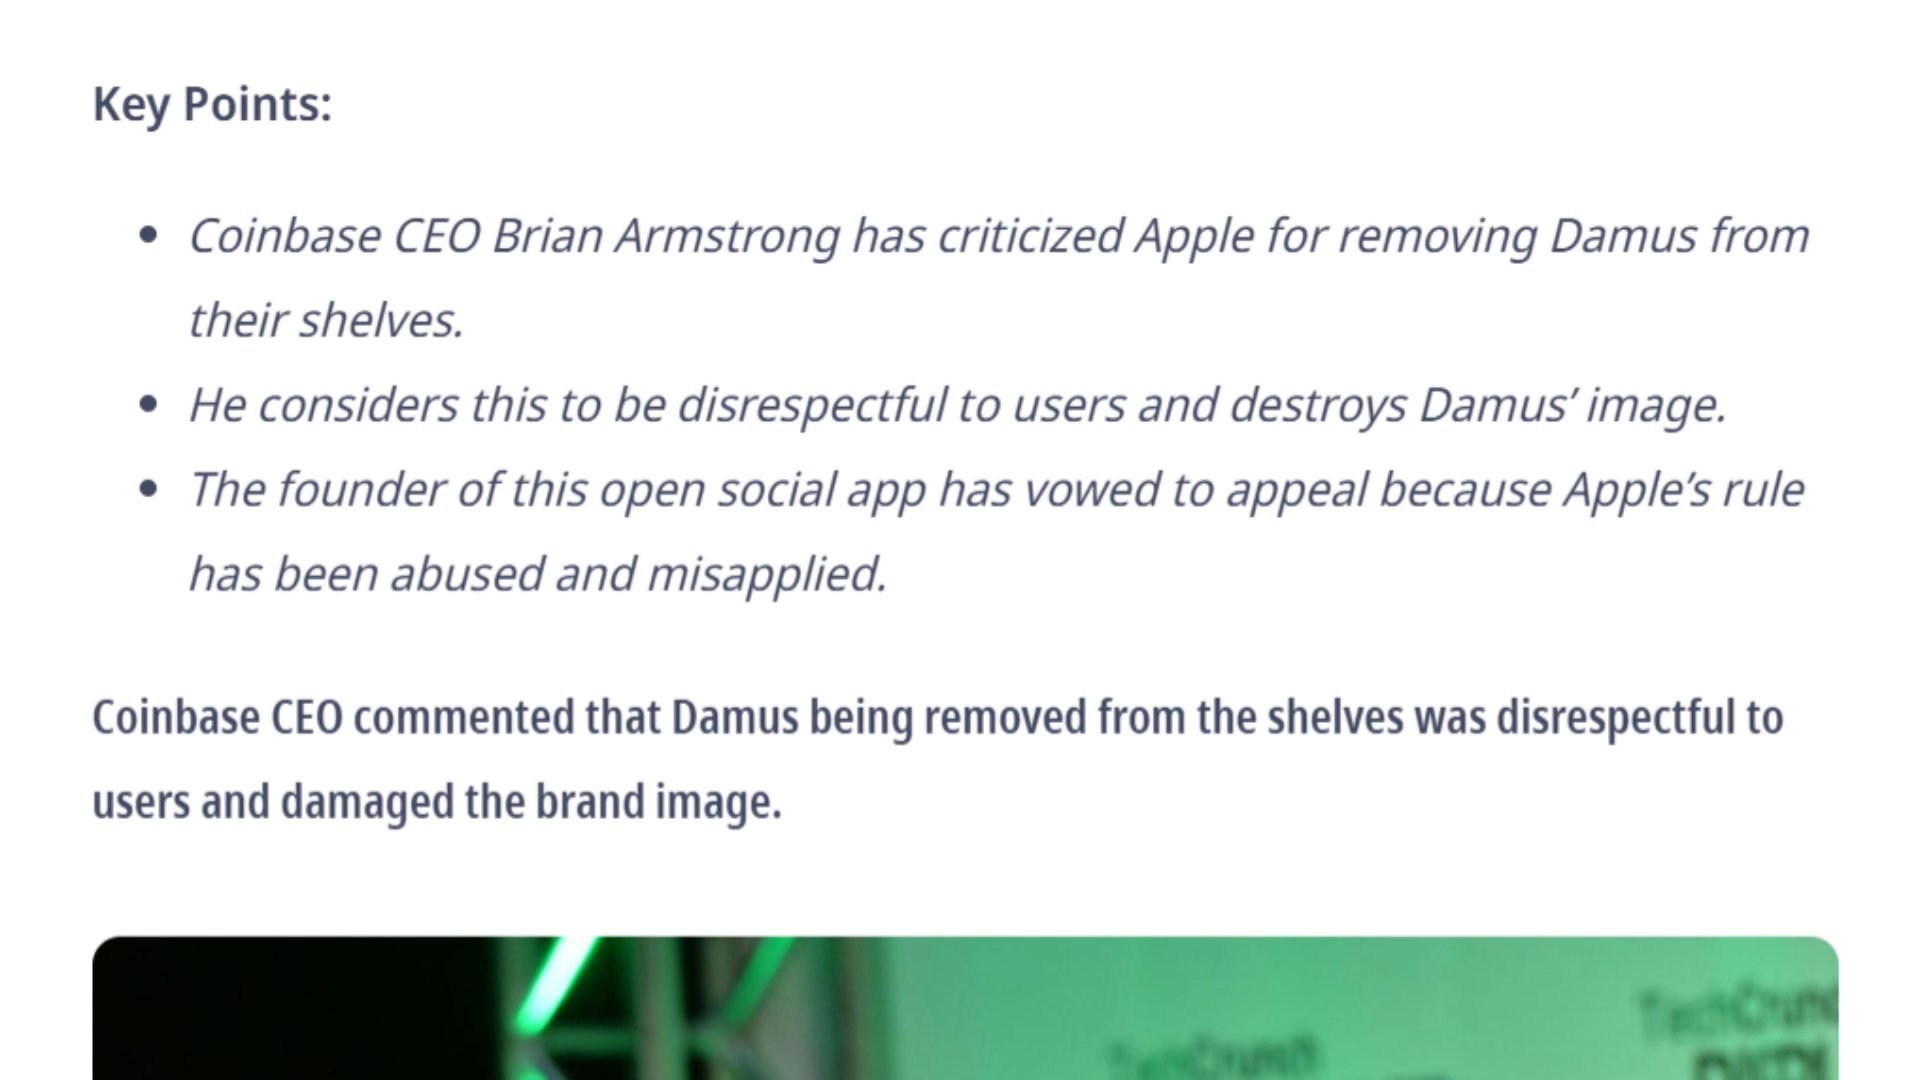 Key Points:
Coinbase CEO Brian Armstrong has criticized Apple for removing Damus from
their shelves.
He considers this to be disrespectful to users and destroys Damus’ image.
The founder of this open social app has vowed to appeal because Apple’s rule
has been abused and misapplied.
Coinbase CEO commented that Damus being removed from the shelves was disrespectful to
users and damaged the brand image.
TechCrunch